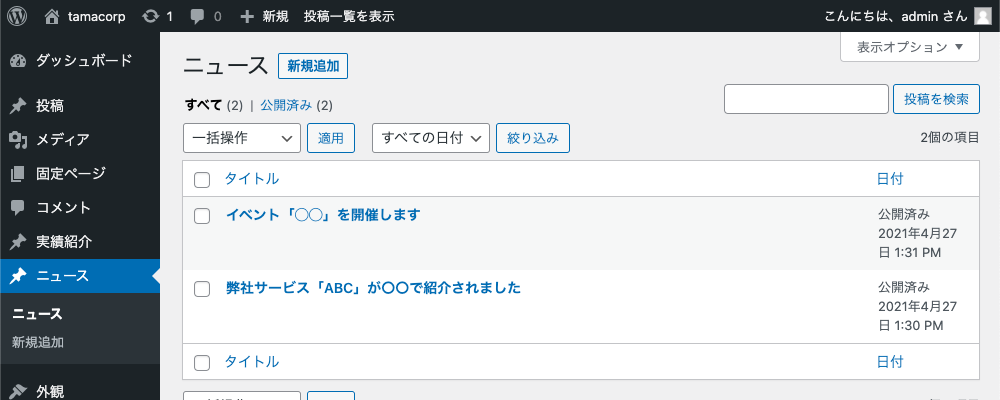 tamacorp 1 0 新規 投稿一覧を表示 こんにちは、admin さん
ダッシュボード
投稿
メディア
固定ページ
コメント
実績紹介
ニュース
ニュース
新規追加
外観
表示オプション ▼
ニュース 新規追加
すべて (2) | 公開済み (2)
投稿を検索
一括操作 適用 すべての日付 絞り込み 2個の項目
タイトル 日付
イベント「〇〇」を開催します
公開済み
2021年4月27
日 1:31 PM
弊社サービス「ABC」が〇〇で紹介されました
公開済み
2021年4月27
日 1:30 PM
タイトル 日付